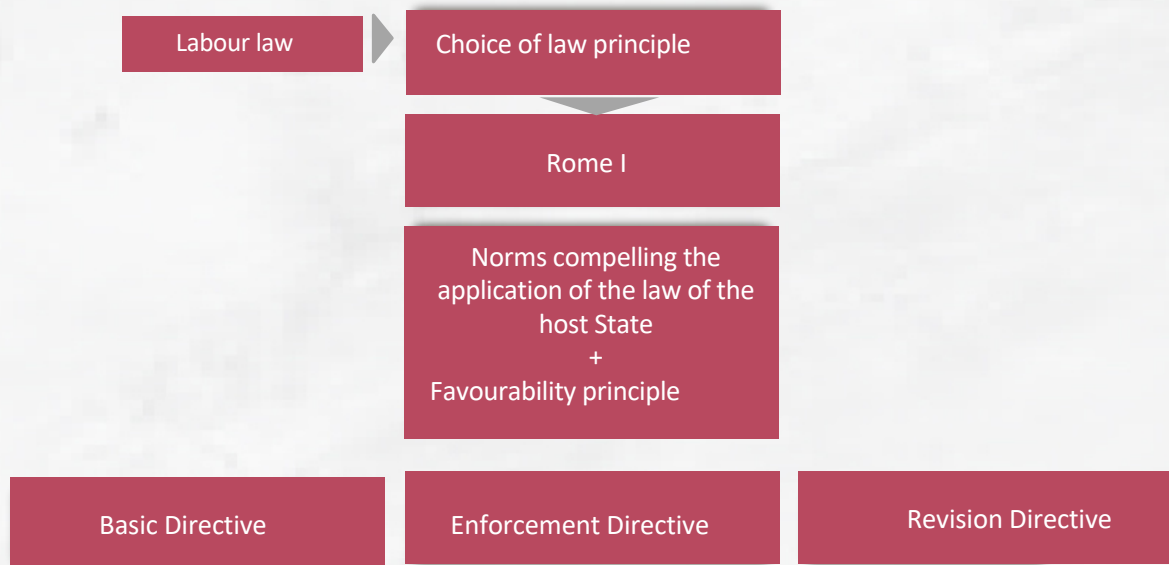 Labour law
Choice of law principle
Rome I
Norms compelling the
application of the law of the
host State
+
Favourability principle
Basic Directive
Enforcement Directive
Revision Directive